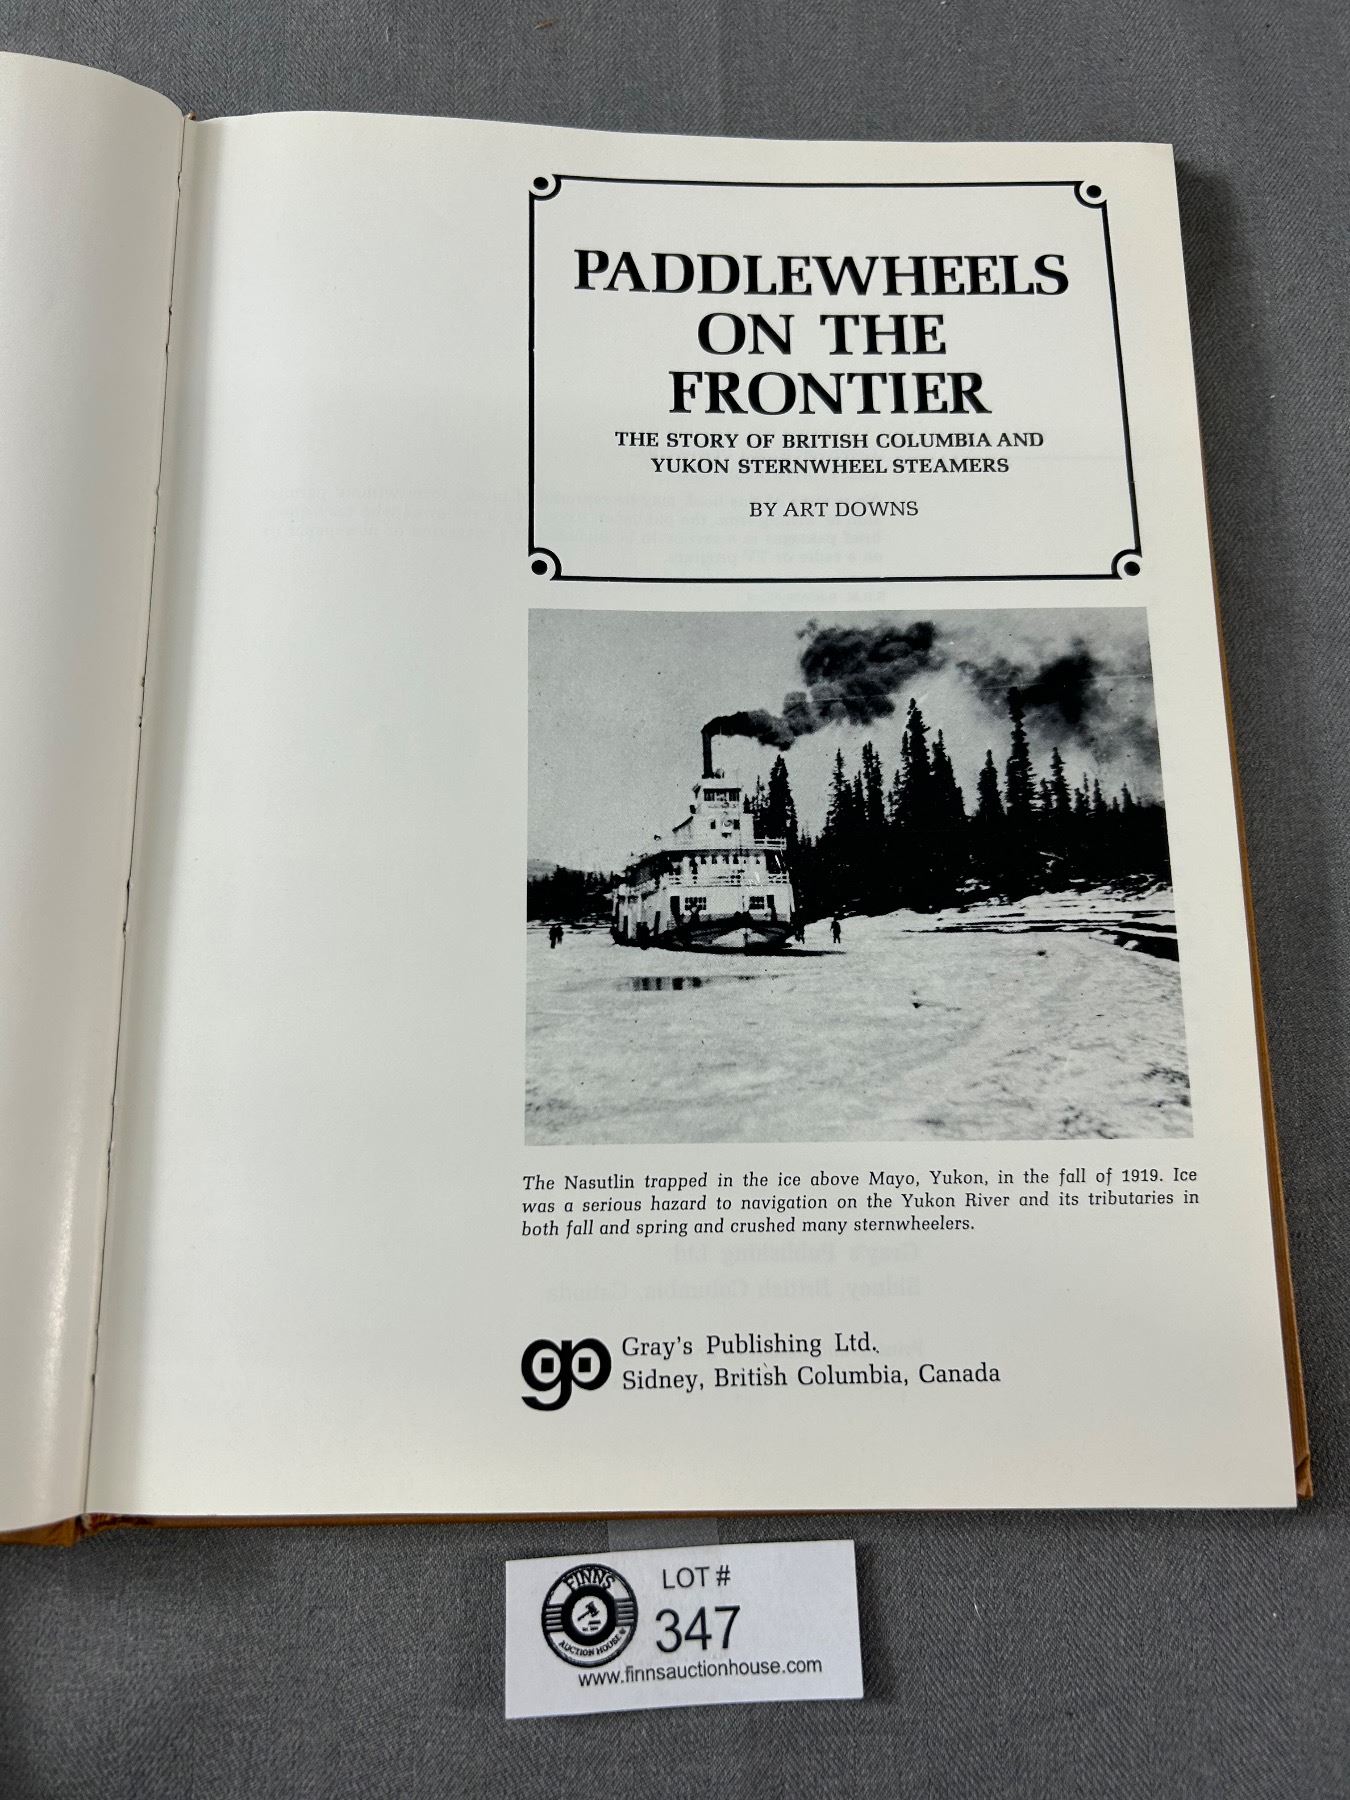 PADDLEWHEELS
ON THE
FRONTIER
THE STORY OF BRITISH COLUMBIA AND
YUKON STERNWHEEL STEAMERS
BY ART DOWNS
The Nasutlin trapped in the ice above Mayo, Yukon, in the fall of 1919. Ice
was a serious hazard to navigation on the Yukon River and its tributaries in
both fall and spring and crushed many sternwheelers.
gp
Gray's Publishing Ltd.
Sidney, British Columbia, Canada
FINNS
AUCTION HOUSE
LOT #
347
www.finnsauctionhouse.com